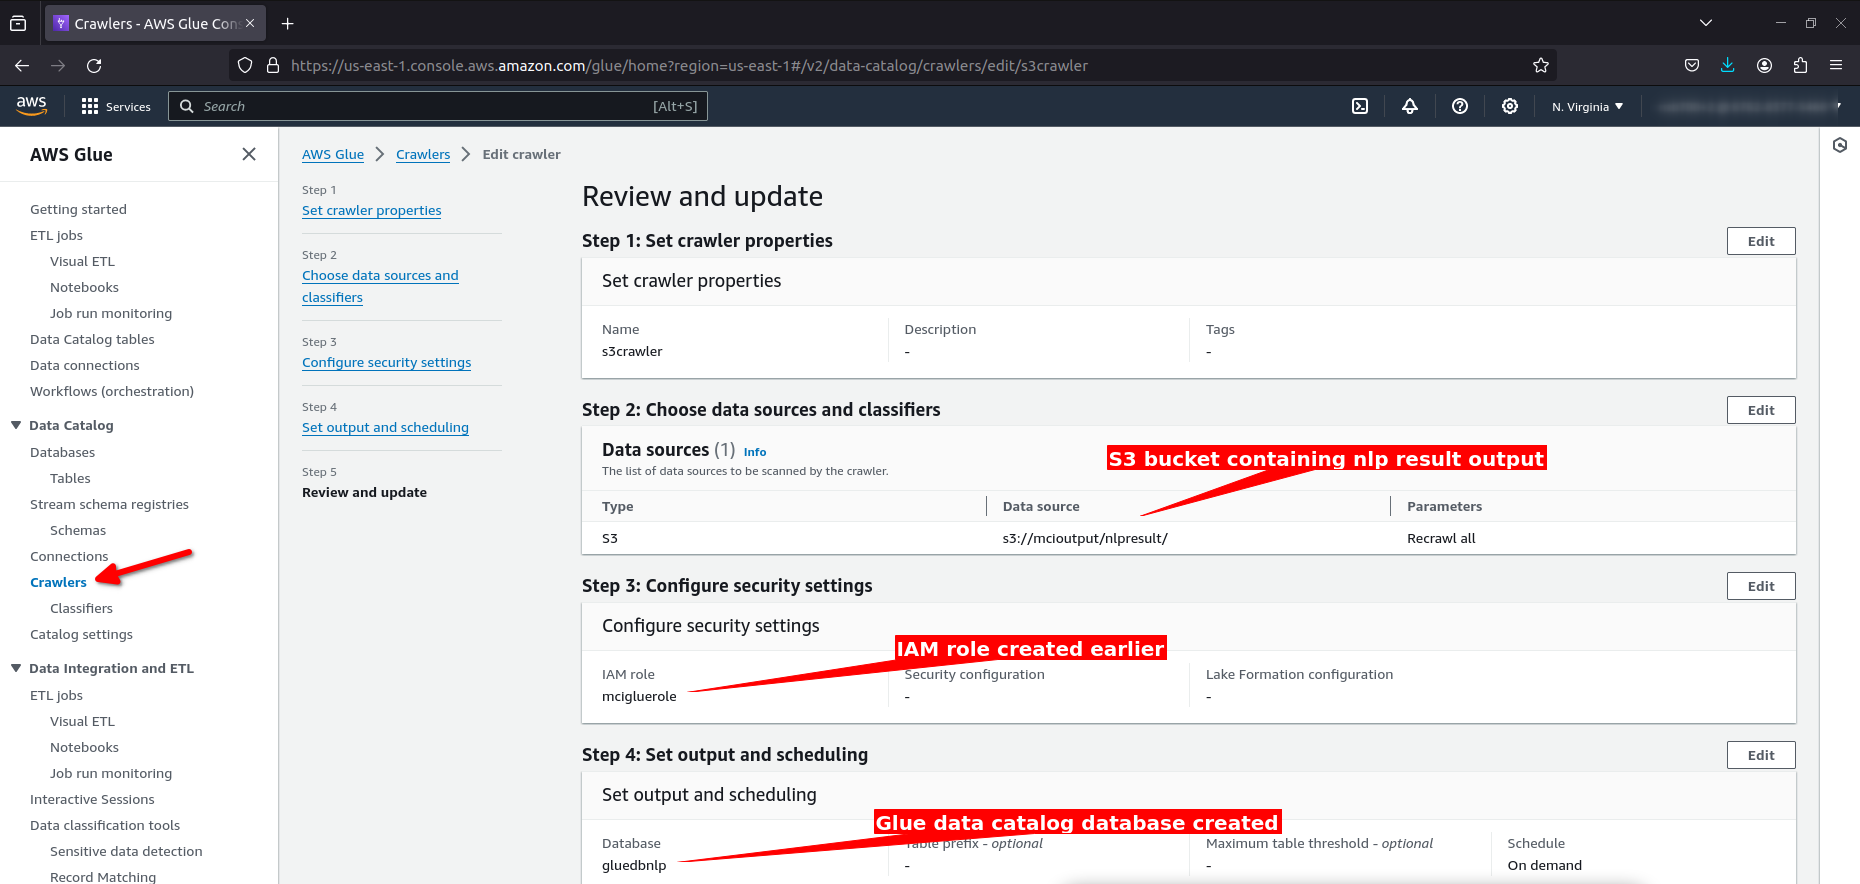 Crawlers - AWS Glue Con
https://us-east-1.console.aws.amazon.com/glue/home?region=us-east-1#/v2/data-catalog/crawlers/edit/s3crawler
aws
Services
Search
[Alt+S]
N. Virginia
AWS Glue
Getting started
ETL jobs
Visual ETL
Notebooks
Job run monitoring
Data Catalog tables
Data connections
Workflows (orchestration)
Data Catalog
Databases
Tables
Stream schema registries
Schemas
Connections
Crawlers
Classifiers
Catalog settings
Data Integration and ETL
ETL jobs
Visual ETL
Notebooks
Job run monitoring
Interactive Sessions
Data classification tools
Sensitive data detection
Record Matching
AWS Glue > Crawlers > Edit crawler
Step 1
Set crawler properties
Step 2
Choose data sources and
classifiers
Step 3
Configure security settings
Step 4
Set output and scheduling
Step 5
Review and update
Review and update
Step 1: Set crawler properties
Edit
Set crawler properties
Name
s3crawler
Description
-
Tags
-
Step 2: Choose data sources and classifiers
Edit
Data sources (1) Info
The list of data sources to be scanned by the crawler.
S3 bucket containing nlp result output
Type
Data source
Parameters
S3
s3://mcioutput/nlpresult/
Recrawl all
Step 3: Configure security settings
Edit
Configure security settings
IAM role created earlier
IAM role
mcigluerole
Security configuration
-
Lake Formation configuration
-
Step 4: Set output and scheduling
Edit
Set output and scheduling
Glue data catalog database created
Database
gluedbnlp
Table prefix - optional
-
Maximum table threshold - optional
-
Schedule
On demand